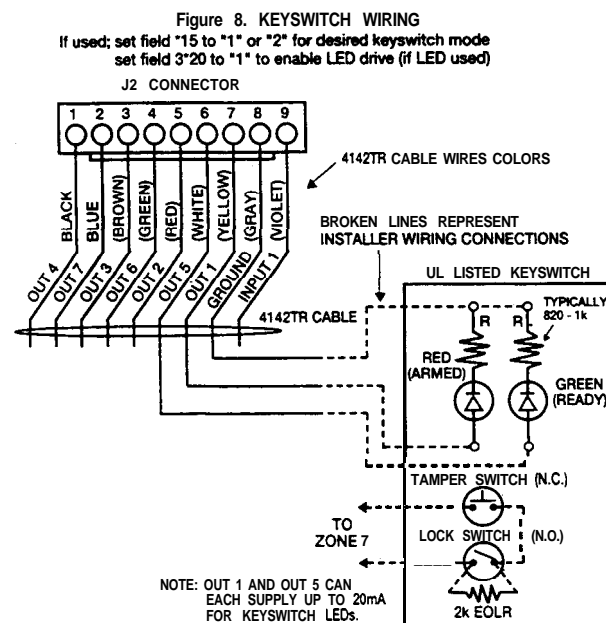 Figure 8. KEYSWITCH WIRING
If used; set field *15 to "1" or "2" for desired keyswitch mode
set field 3*20 to "1" to enable LED drive (if LED used)
J2 CONNECTOR
1 2 3 4 5 6 7 8 9
4142TR CABLE WIRES COLORS
BLACK
BLUE
(BROWN)
(GREEN)
(RED)
(WHITE)
(YELLOW)
(GRAY)
(VIOLET)
OUT 4
OUT 7
OUT 3
OUT 6
OUT 2
OUT 5
OUT 1
GROUND
INPUT 1
4142TR CABLE
BROKEN LINES REPRESENT
INSTALLER WIRING CONNECTIONS
UL LISTED KEYSWITCH
TYPICALLY
820 - 1k
R R
RED
(ARMED)
GREEN
(READY)
TAMPER SWITCH (N.C.)
TO
ZONE 7
LOCK SWITCH (N.O.)
2k EOLR
NOTE: OUT 1 AND OUT 5 CAN
EACH SUPPLY UP TO 20mA
FOR KEYSWITCH LEDs.